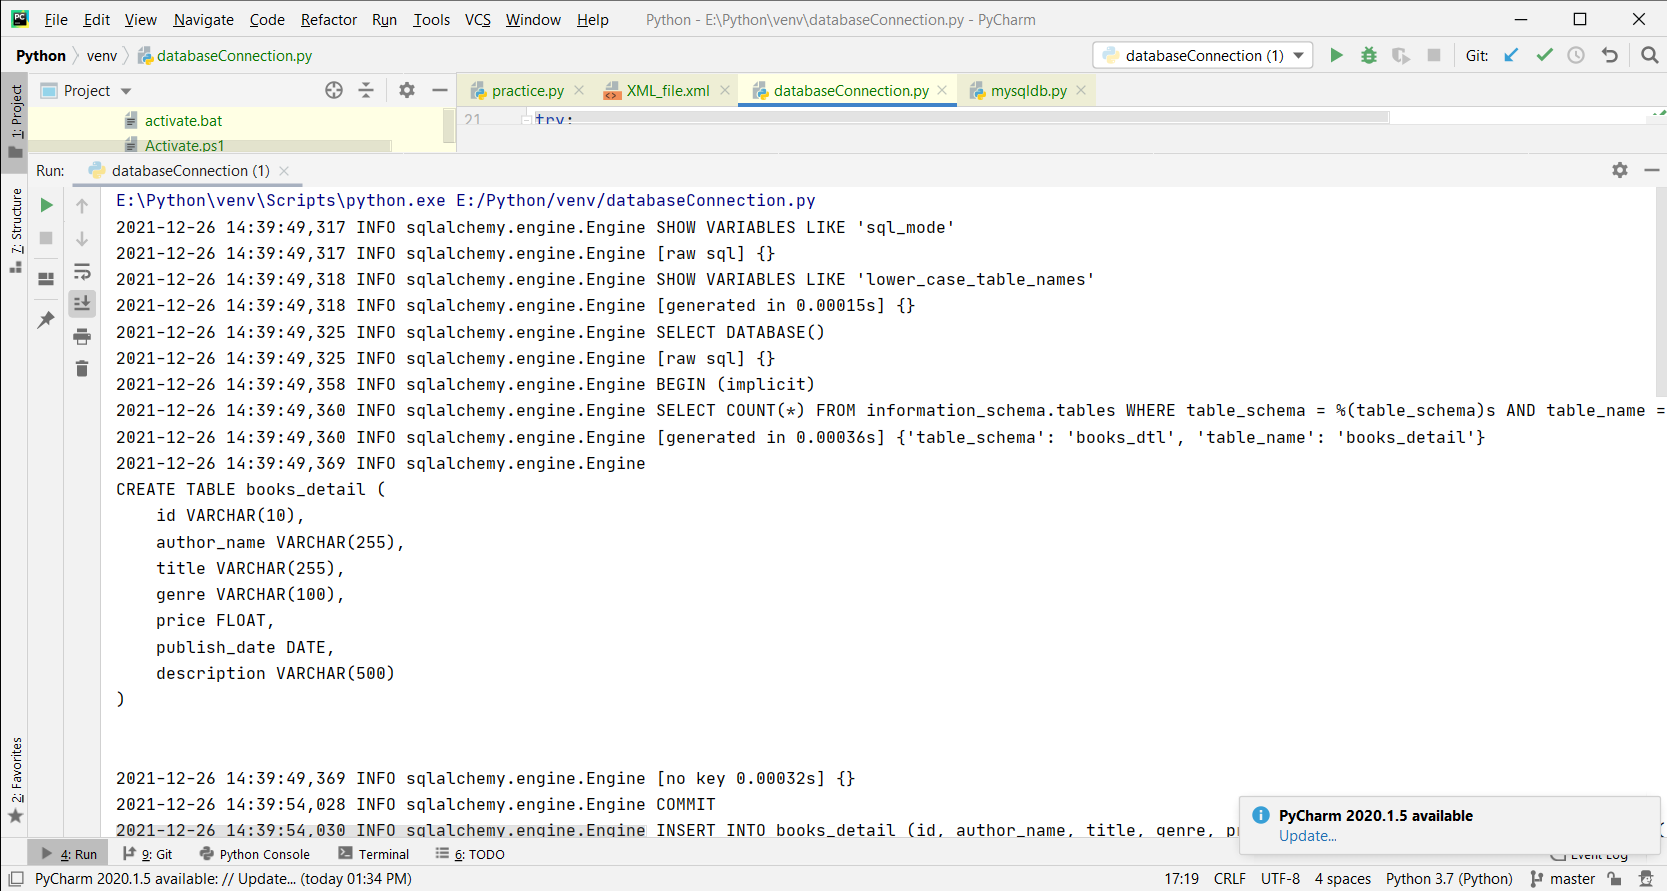 File Edit View Navigate Code Refactor Run Tools VCS Window Help Python - E:\Python\venv\databaseConnection.py - PyCharm
Python venv databaseConnection.py databaseConnection (1) Git:
1: Project
Project practice.py XML_file.xml databaseConnection.py mysqldb.py
activate.bat 21 try:
Activate.ps1
Run: databaseConnection (1)
7: Structure
E:\Python\venv\Scripts\python.exe E:/Python/venv/databaseConnection.py
2021-12-26 14:39:49,317 INFO sqlalchemy.engine.Engine SHOW VARIABLES LIKE 'sql_mode'
2021-12-26 14:39:49,317 INFO sqlalchemy.engine.Engine [raw sql] {}
2021-12-26 14:39:49,318 INFO sqlalchemy.engine.Engine SHOW VARIABLES LIKE 'lower_case_table_names'
2021-12-26 14:39:49,318 INFO sqlalchemy.engine.Engine [generated in 0.00015s] {}
2021-12-26 14:39:49,325 INFO sqlalchemy.engine.Engine SELECT DATABASE()
2021-12-26 14:39:49,325 INFO sqlalchemy.engine.Engine [raw sql] {}
2021-12-26 14:39:49,358 INFO sqlalchemy.engine.Engine BEGIN (implicit)
2021-12-26 14:39:49,360 INFO sqlalchemy.engine.Engine SELECT COUNT(*) FROM information_schema.tables WHERE table_schema = %(table_schema)s AND table_name =
2021-12-26 14:39:49,360 INFO sqlalchemy.engine.Engine [generated in 0.00036s] {'table_schema': 'books_dtl', 'table_name': 'books_detail'}
2021-12-26 14:39:49,369 INFO sqlalchemy.engine.Engine
CREATE TABLE books_detail (
id VARCHAR(10),
author_name VARCHAR(255),
title VARCHAR(255),
genre VARCHAR(100),
price FLOAT,
publish_date DATE,
description VARCHAR(500)
)
2: Favorites
2021-12-26 14:39:49,369 INFO sqlalchemy.engine.Engine [no key 0.00032s] {}
2021-12-26 14:39:54,028 INFO sqlalchemy.engine.Engine COMMIT
2021-12-26 14:39:54,030 INFO sqlalchemy.engine.Engine INSERT INTO books_detail (id, author_name, title, genre, pr
PyCharm 2020.1.5 available
Update...
4: Run 9: Git Python Console Terminal 6: TODO Event Log
PyCharm 2020.1.5 available: // Update... (today 01:34 PM) 17:19 CRLF UTF-8 4 spaces Python 3.7 (Python) master